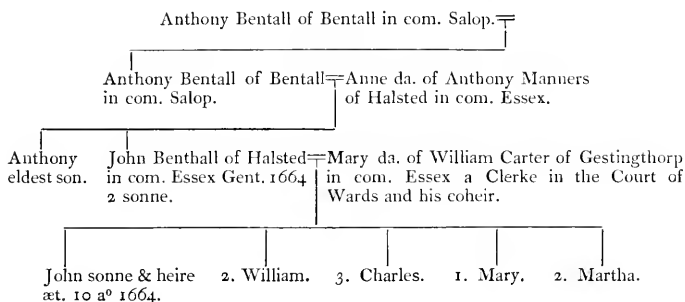 Anthony Bentall of Bentall in com. Salop.
Anthony Bentall of Bentall
in com. Salop.
Anne da. of Anthony Manners
of Halsted in com. Essex.
Anthony
eldest son.
John Benthall of Halsted
in com. Essex Gent. 1664
2 sonne.
Mary da. of William Carter of Gestingthorp
in com. Essex a Clerke in the Court of
Wards and his coheir.
John sonne & heire
æt. 10 aº 1664.
2. William.
3. Charles.
1. Mary.
2. Martha.